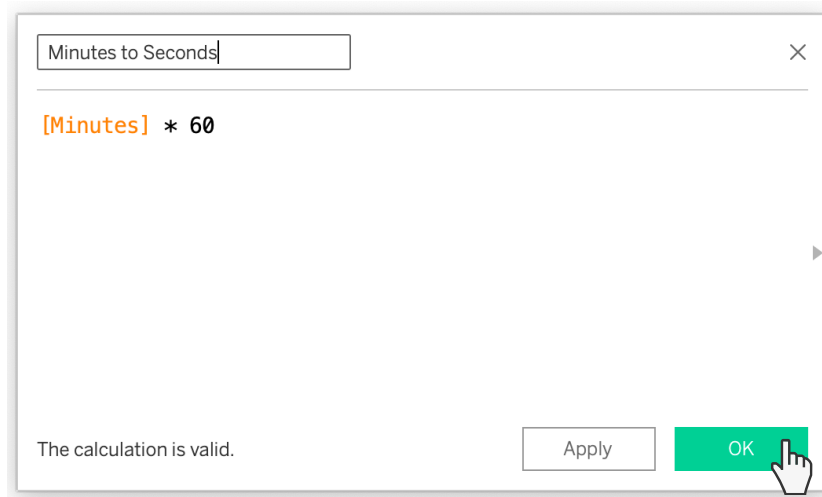 Minutes to Seconds
[Minutes] * 60
The calculation is valid.
Apply
OK